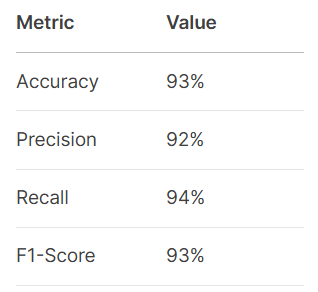 Metric Value
Accuracy 93%
Precision 92%
Recall 94%
F1-Score 93%